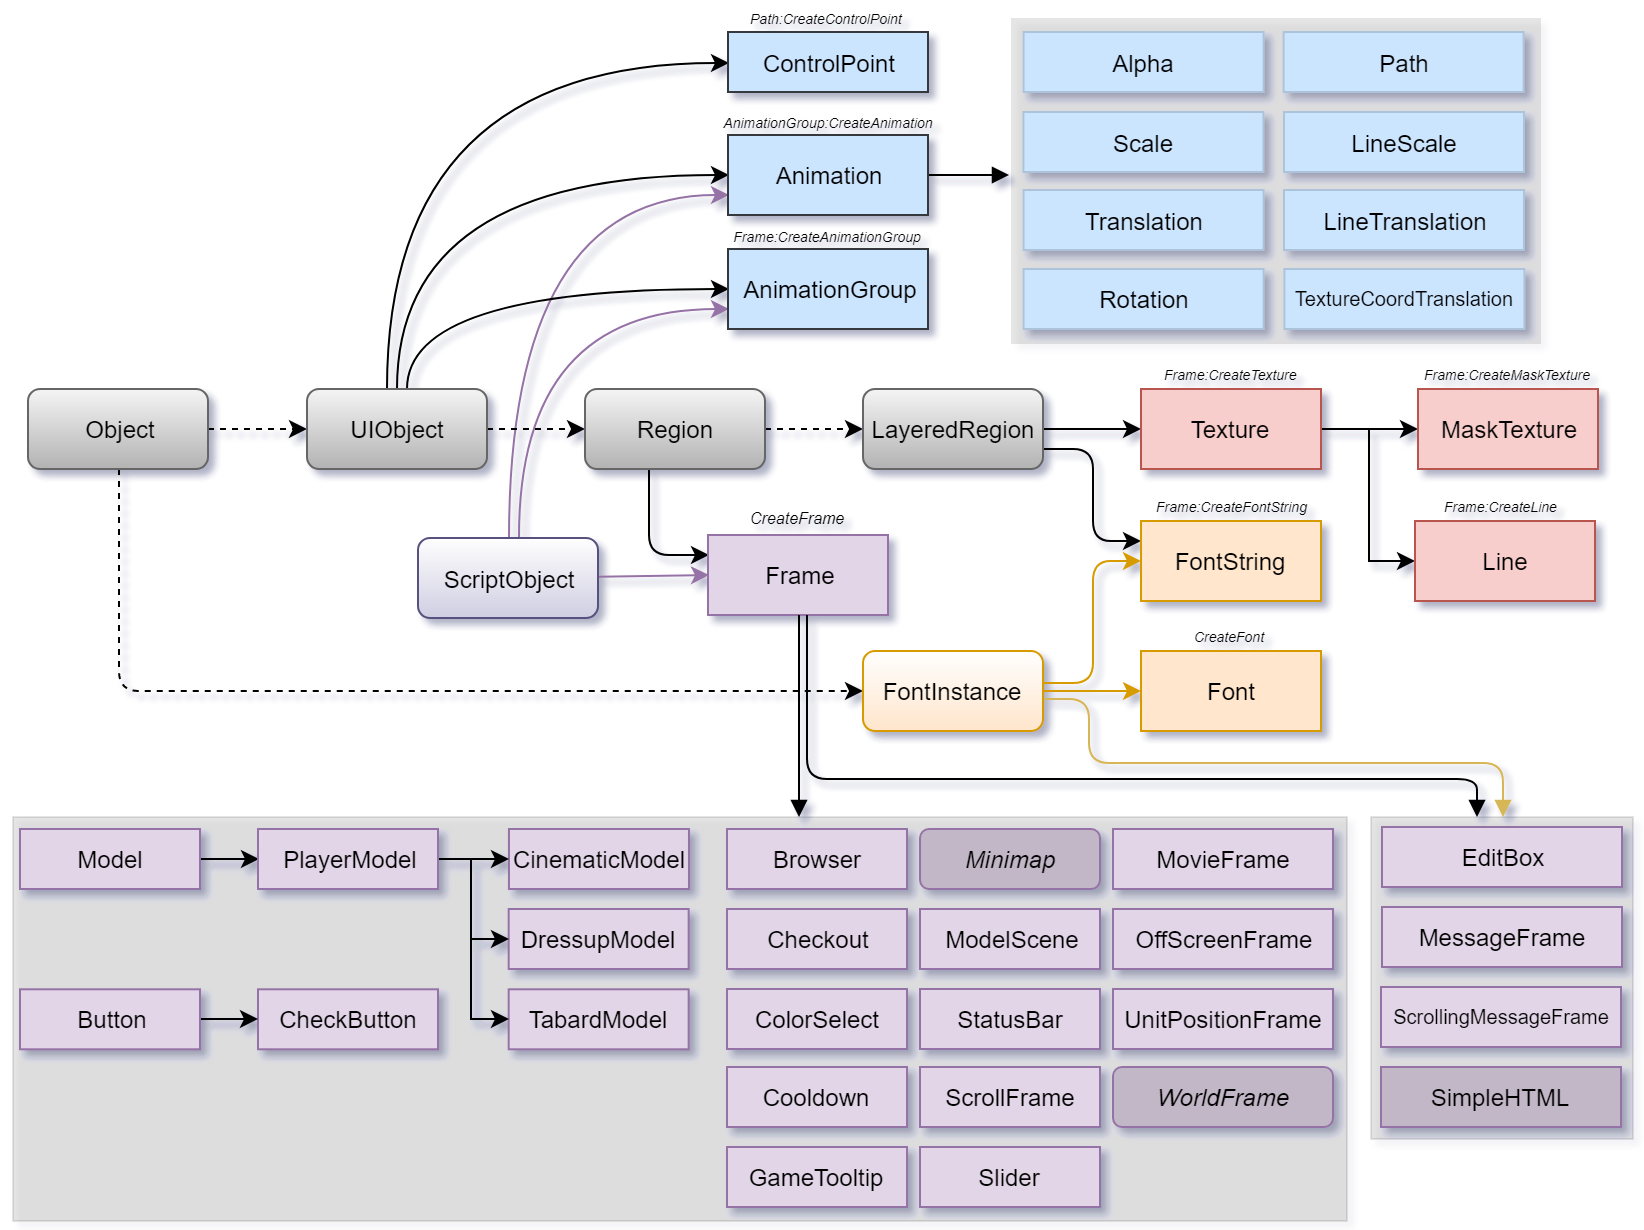 Path:CreateControlPoint
ControlPoint
AnimationGroup:CreateAnimation
Animation
Frame:CreateAnimationGroup
AnimationGroup
Alpha
Path
Scale
LineScale
Translation
LineTranslation
Rotation
TextureCoordTranslation
Object
UIObject
Region
LayeredRegion
Frame:CreateTexture
Texture
Frame:CreateMaskTexture
MaskTexture
ScriptObject
CreateFrame
Frame
Frame:CreateFontString
FontString
Frame:CreateLine
Line
FontInstance
CreateFont
Font
Model
PlayerModel
CinematicModel
DressupModel
Button
CheckButton
TabardModel
Browser
Minimap
MovieFrame
Checkout
ModelScene
OffScreenFrame
ColorSelect
StatusBar
UnitPositionFrame
Cooldown
ScrollFrame
WorldFrame
GameTooltip
Slider
EditBox
MessageFrame
ScrollingMessageFrame
SimpleHTML